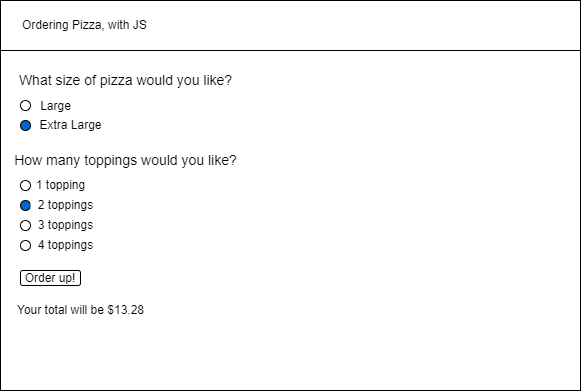 Ordering Pizza, with JS
What size of pizza would you like?
Large
Extra Large
How many toppings would you like?
1 topping
2 toppings
3 toppings
4 toppings
Order up!
Your total will be $13.28